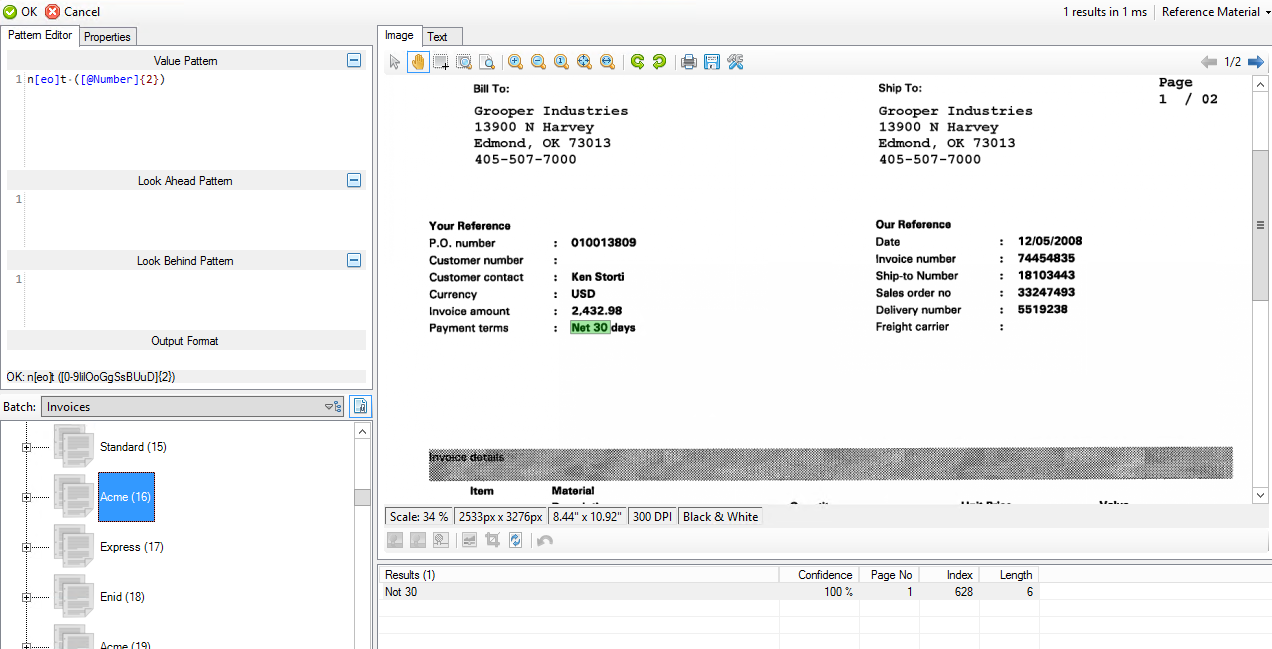 OK Cancel
1 results in 1 ms Reference Material
Pattern Editor Properties
Value Pattern
1 n[eo]t·([@Number]{2})
Look Ahead Pattern
1
Look Behind Pattern
1
Output Format
OK: n[eo]t ([0-9IilOoGgSsBUuD]{2})
Batch: Invoices
Standard (15)
Acme (16)
Express (17)
Enid (18)
Acme (19)
Image Text
1/2
Page
1 / 02
Bill To:
Grooper Industries
13900 N Harvey
Edmond, OK 73013
405-507-7000
Ship To:
Grooper Industries
13900 N Harvey
Edmond, OK 73013
405-507-7000
Your Reference
P.O. number : 010013809
Customer number :
Customer contact : Ken Storti
Currency : USD
Invoice amount : 2,432.98
Payment terms : Net 30 days
Our Reference
Date : 12/05/2008
Invoice number : 74454835
Ship-to Number : 18103443
Sales order no : 33247493
Delivery number : 5519238
Freight carrier :
Invoice details
Item Material
Scale: 34 % 2533px x 3276px 8.44" x 10.92" 300 DPI Black & White
Results (1) Confidence Page No Index Length
Not 30 100 % 1 628 6